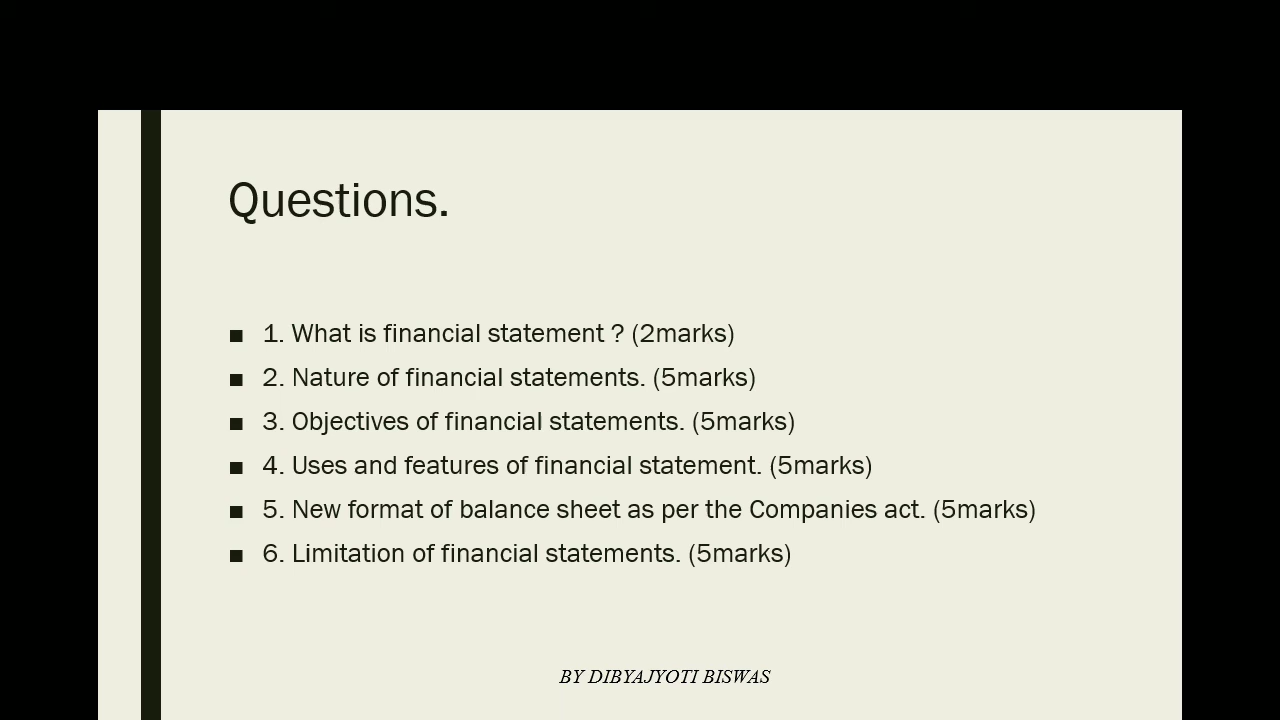 Questions.
■ 1. What is financial statement ? (2marks)
■ 2. Nature of financial statements. (5marks)
■ 3. Objectives of financial statements. (5marks)
■ 4. Uses and features of financial statement. (5marks)
■ 5. New format of balance sheet as per the Companies act. (5marks)
■ 6. Limitation of financial statements. (5marks)
BY DIBYAJYOTI BISWAS